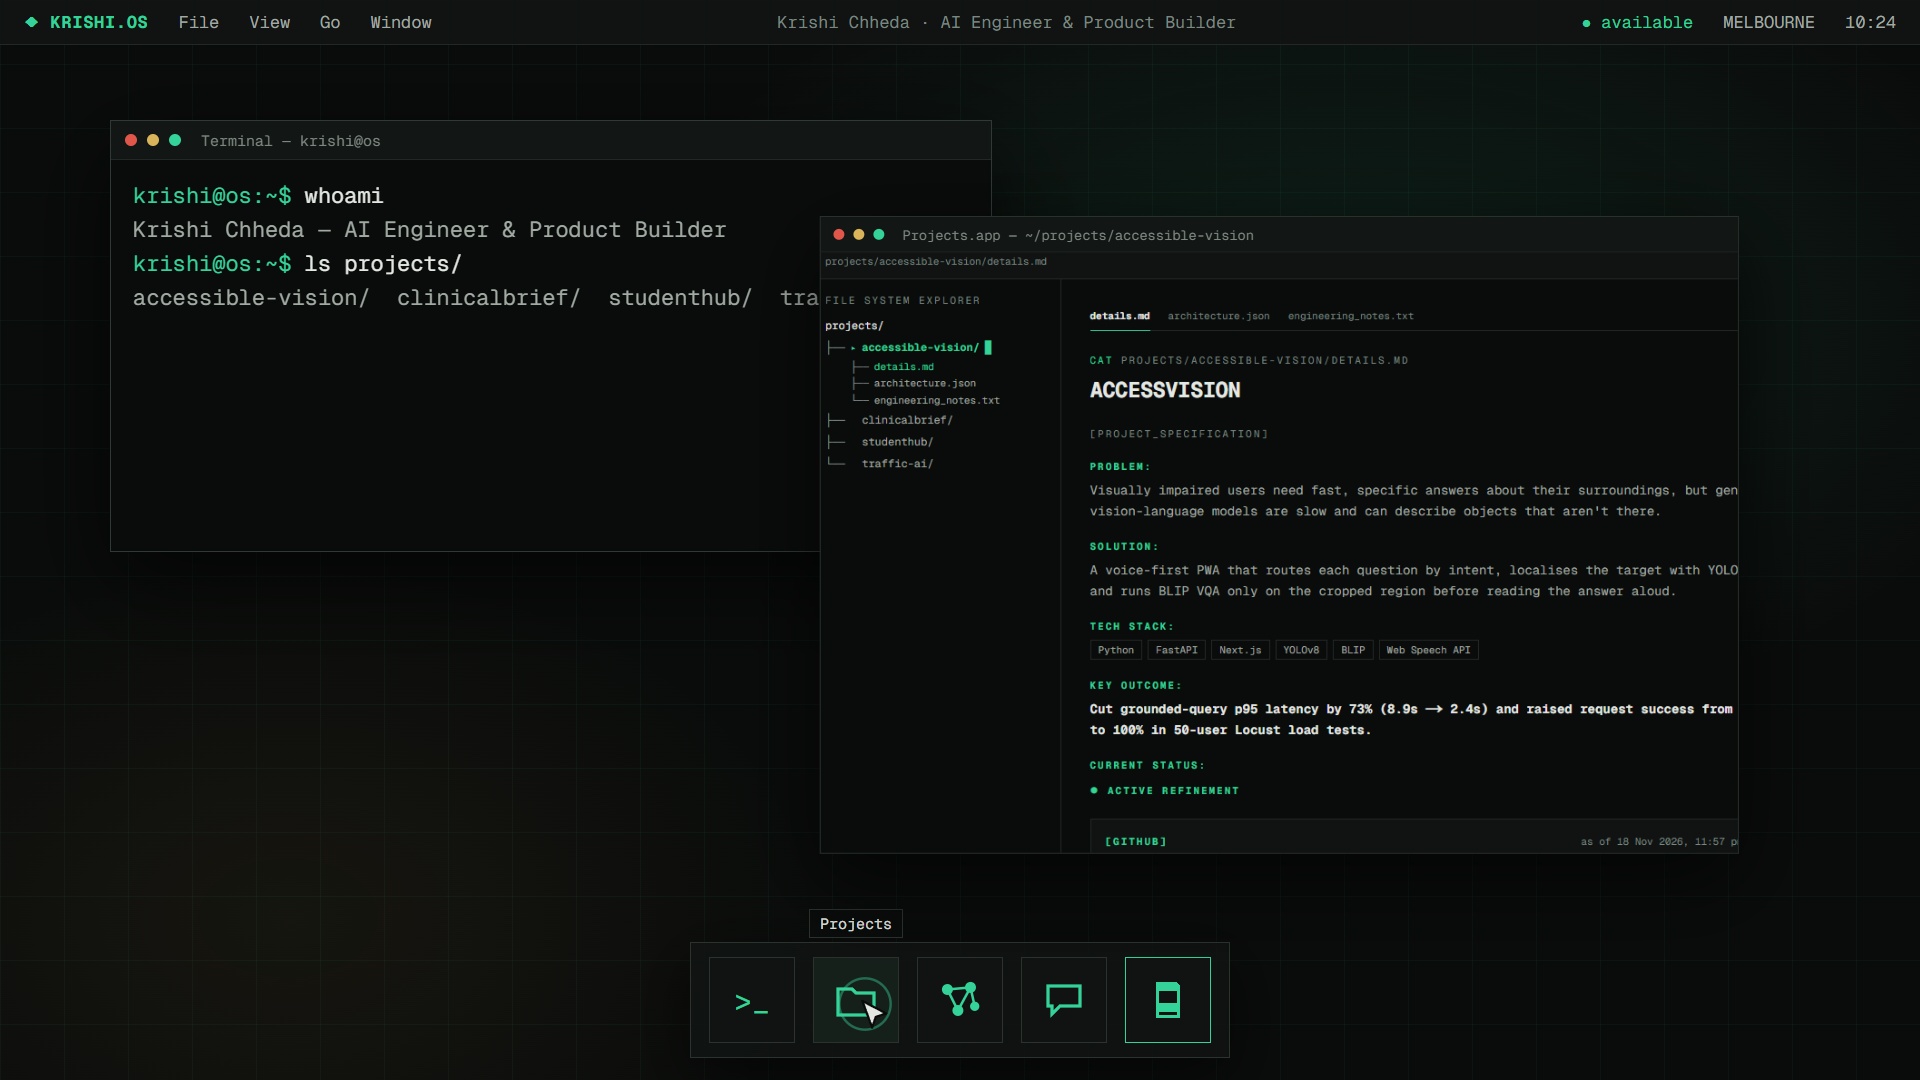 KRISHI.OS File View Go Window Krishi Chheda · AI Engineer & Product Builder available MELBOURNE 10:24
Terminal — krishi@os
krishi@os:~$ whoami
Krishi Chheda — AI Engineer & Product Builder
krishi@os:~$ ls projects/
accessible-vision/ clinicalbrief/ studenthub/ tra
Projects.app — ~/projects/accessible-vision
projects/accessible-vision/details.md
FILE SYSTEM EXPLORER
projects/
accessible-vision/
details.md
architecture.json
engineering_notes.txt
clinicalbrief/
studenthub/
traffic-ai/
details.md architecture.json engineering_notes.txt
CAT PROJECTS/ACCESSIBLE-VISION/DETAILS.MD
ACCESSVISION
[PROJECT_SPECIFICATION]
PROBLEM:
Visually impaired users need fast, specific answers about their surroundings, but gen
vision-language models are slow and can describe objects that aren't there.
SOLUTION:
A voice-first PWA that routes each question by intent, localises the target with YOLO
and runs BLIP VQA only on the cropped region before reading the answer aloud.
TECH STACK:
Python FastAPI Next.js YOLOv8 BLIP Web Speech API
KEY OUTCOME:
Cut grounded-query p95 latency by 73% (8.9s → 2.4s) and raised request success from
to 100% in 50-user Locust load tests.
CURRENT STATUS:
ACTIVE REFINEMENT
[GITHUB] as of 18 Nov 2026, 11:57 p
Projects
>_